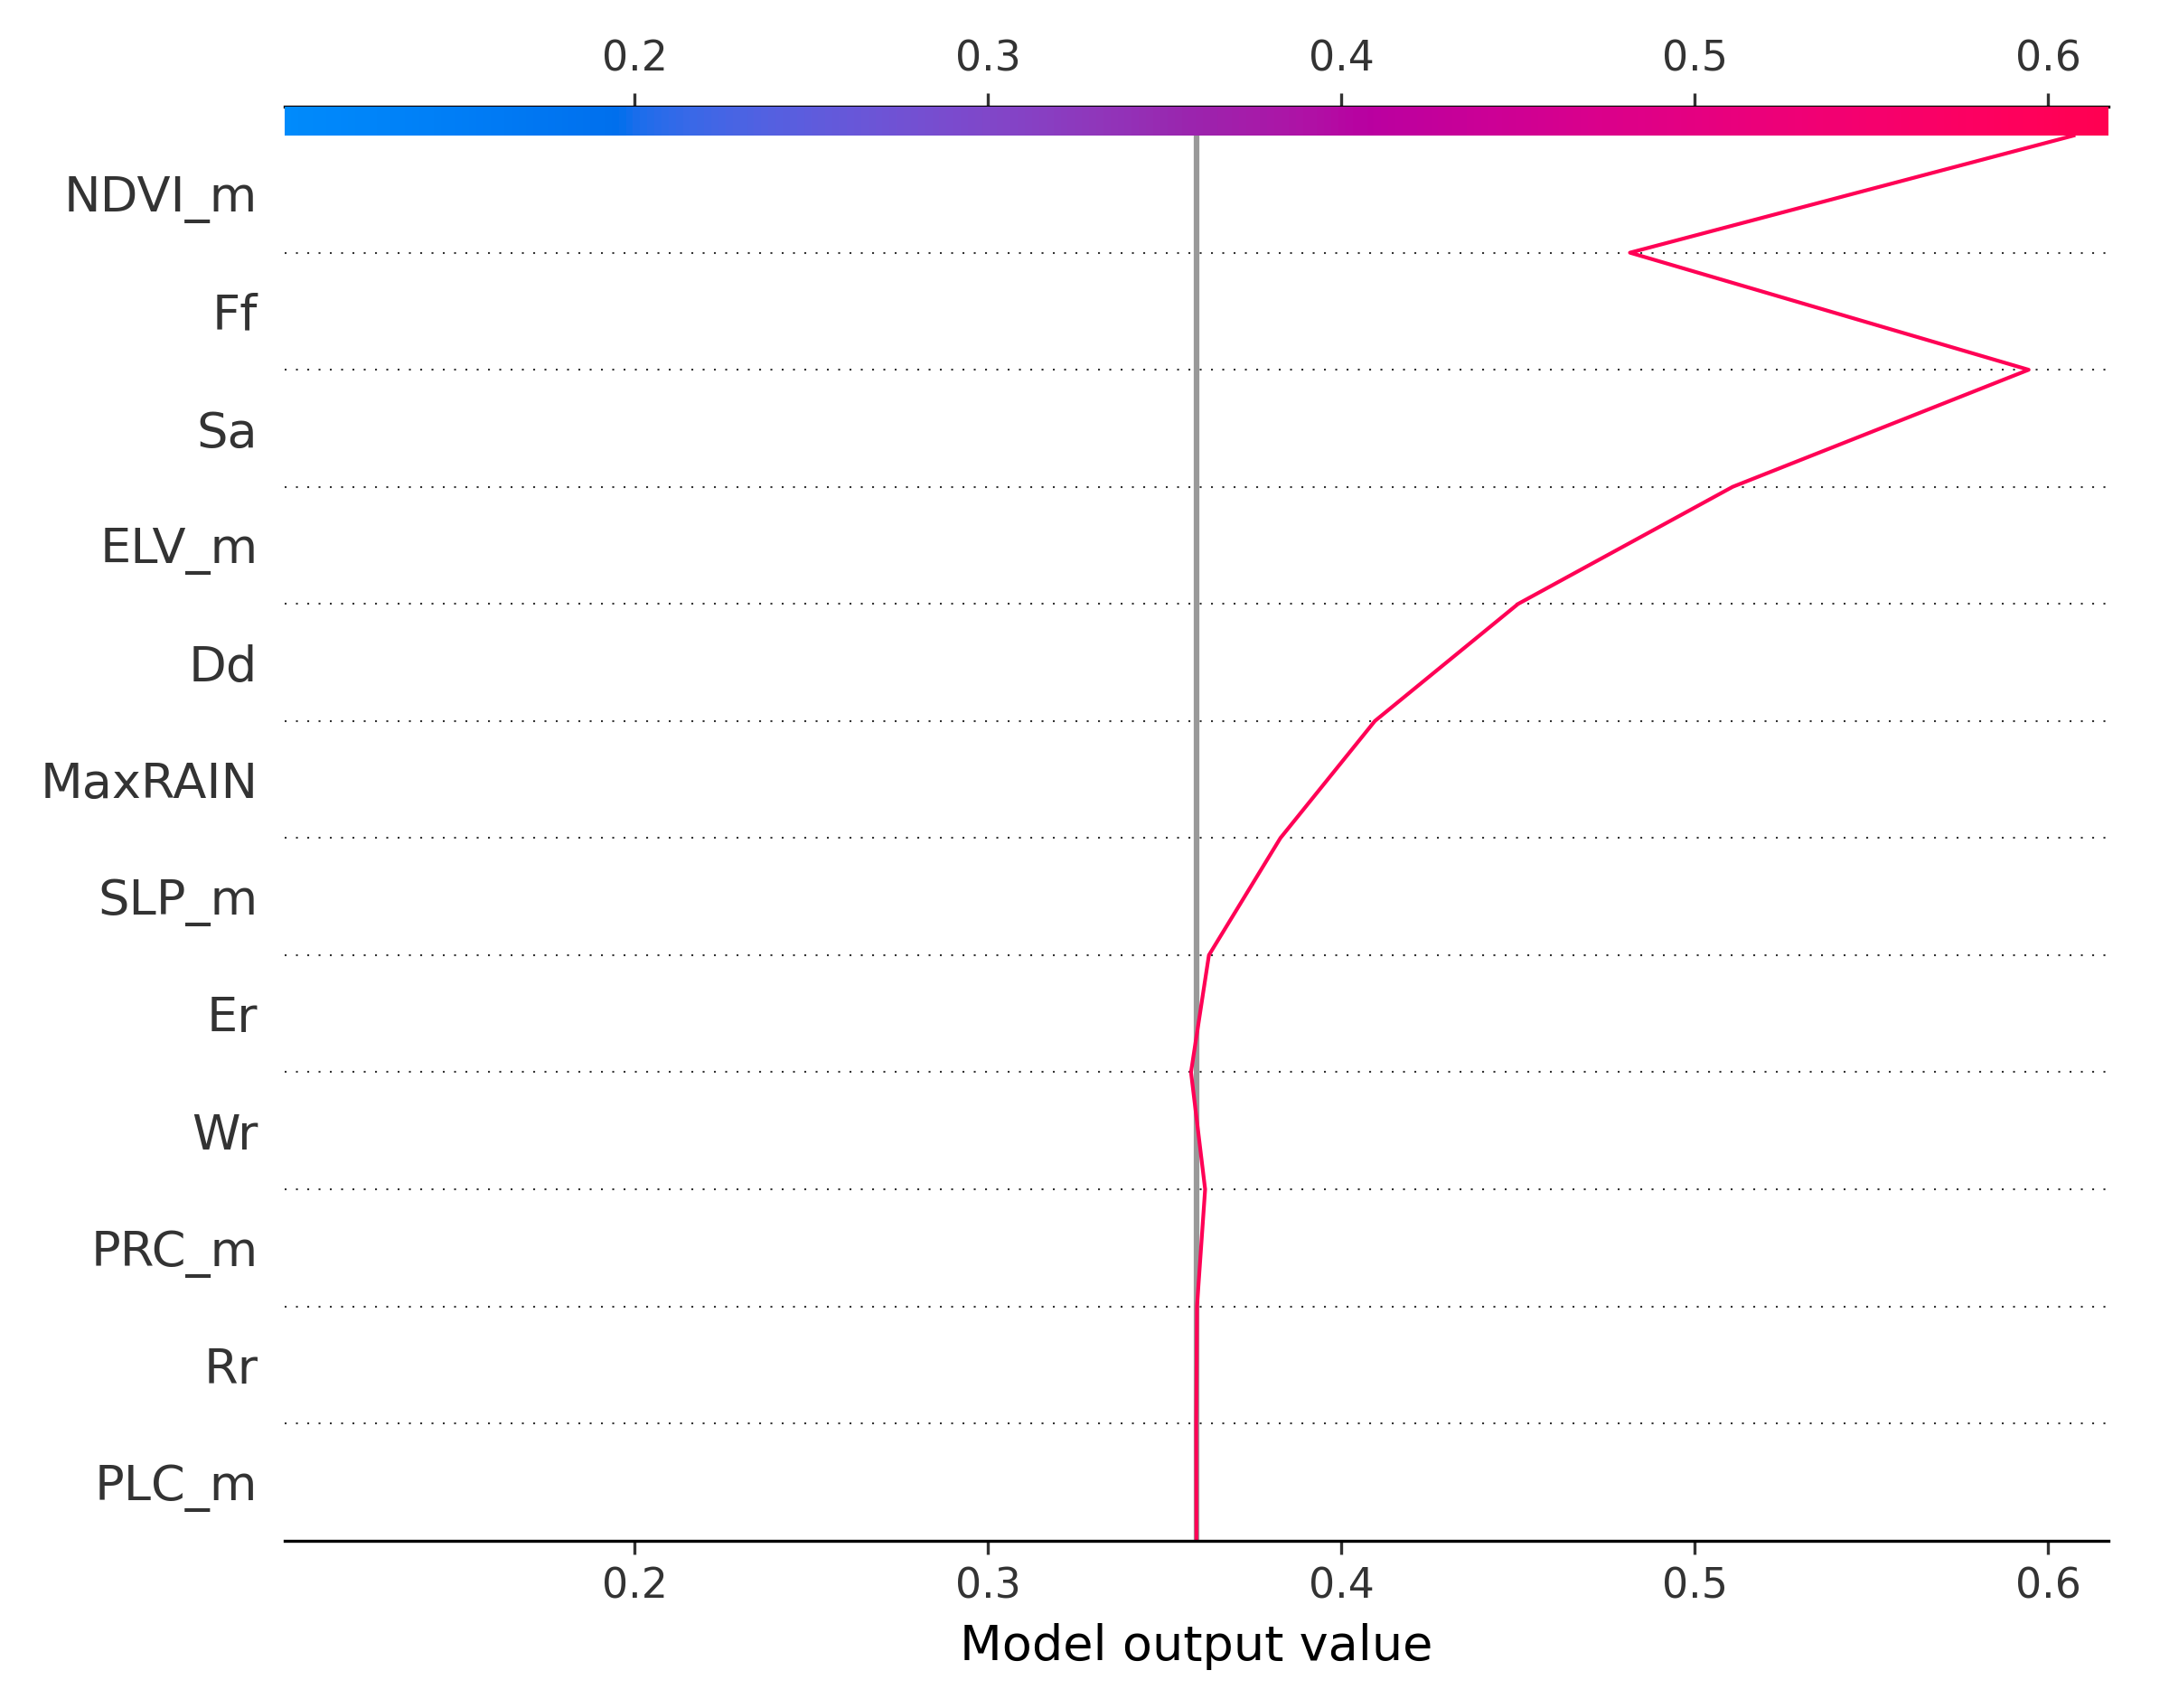 0.2 0.3 0.4 0.5 0.6
NDVI_m
Ff
Sa
ELV_m
Dd
MaxRAIN
SLP_m
Er
Wr
PRC_m
Rr
PLC_m
0.2 0.3 0.4 0.5 0.6
Model output value